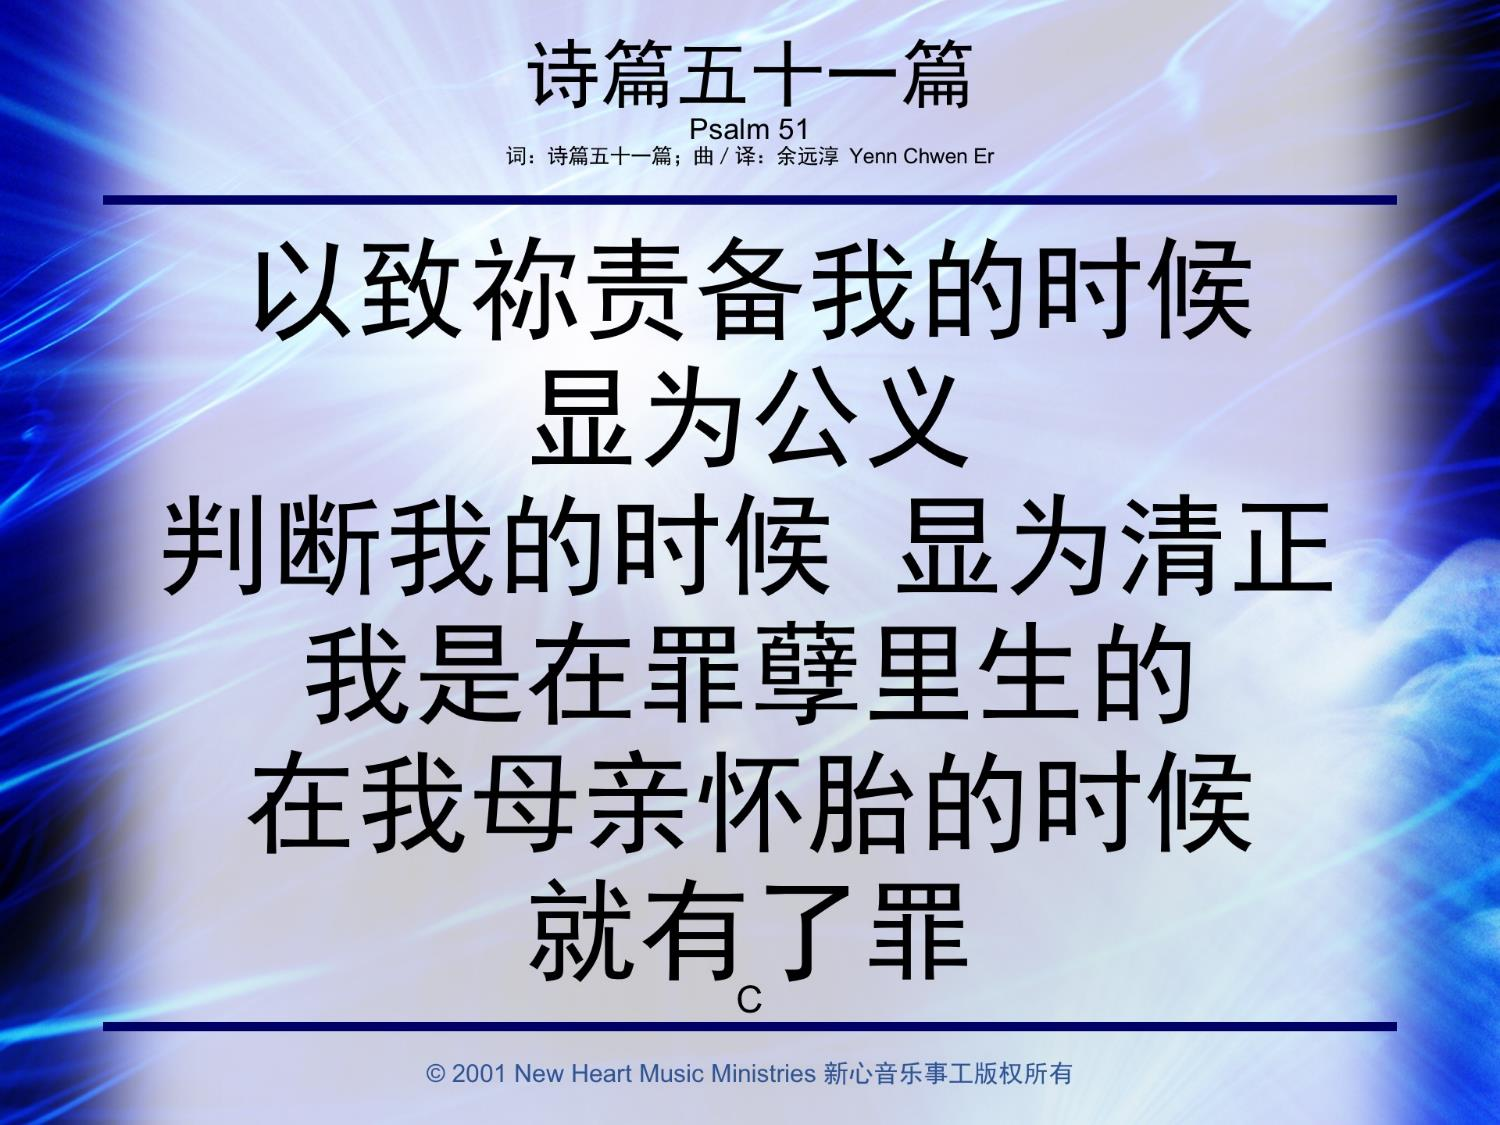 诗篇五十一篇
Psalm 51
词：诗篇五十一篇；曲 / 译：余远淳 Yenn Chwen Er
以致祢责备我的时候
显为公义
判断我的时候 显为清正
我是在罪孽里生的
在我母亲怀胎的时候
就有了罪
C
© 2001 New Heart Music Ministries 新心音乐事工版权所有